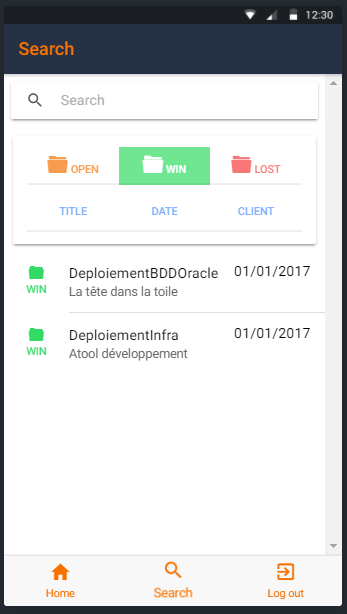 12:30
Search
Search
OPEN WIN LOST
TITLE DATE CLIENT
DeploiementBDDOracle 01/01/2017
WIN La tête dans la toile
DeploiementInfra 01/01/2017
WIN Atool développement
Home Search Log out